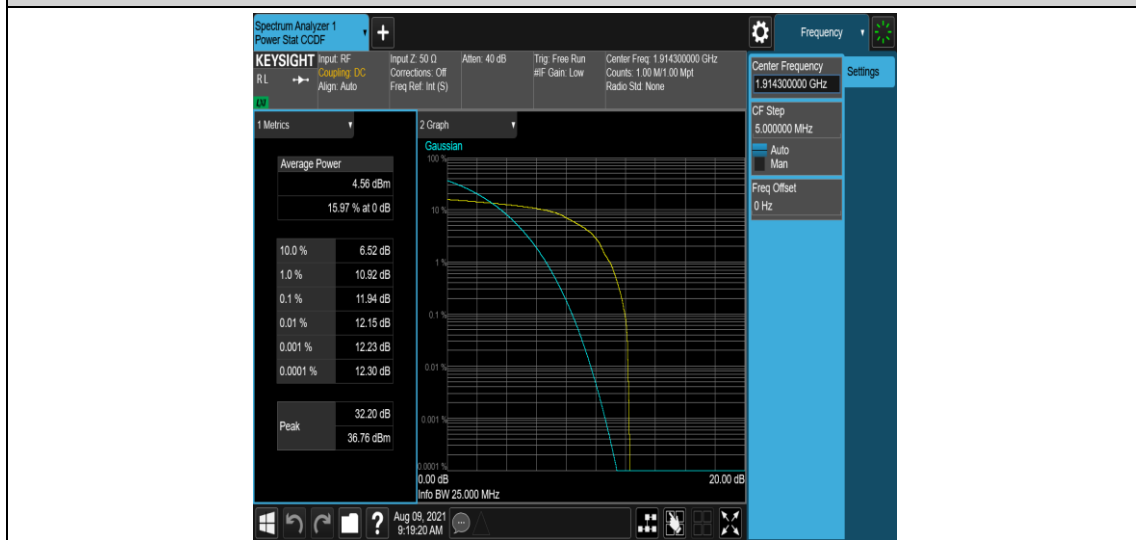 Spectrum Analyzer 1
Power Stat CCDF
+
Frequency
KEYSIGHT
RL
LXI
Input: RF
Coupling: DC
Align: Auto
Input Z: 50 Ω
Corrections: Off
Freq Ref: Int (S)
Atten: 40 dB
Trig: Free Run
#IF Gain: Low
Center Freq: 1.914300000 GHz
Counts: 1.00 M/1.00 Mpt
Radio Std: None
Center Frequency
1.914300000 GHz
Settings
CF Step
5.000000 MHz
Auto
Man
Freq Offset
0 Hz
1 Metrics
Average Power
4.56 dBm
15.97 % at 0 dB
10.0 % 6.52 dB
1.0 % 10.92 dB
0.1 % 11.94 dB
0.01 % 12.15 dB
0.001 % 12.23 dB
0.0001 % 12.30 dB
Peak
32.20 dB
36.76 dBm
2 Graph
Gaussian
100 %
10 %
1 %
0.1 %
0.01 %
0.001 %
0.0001 %
0.00 dB
20.00 dB
Info BW 25.000 MHz
?
Aug 09, 2021
9:19:20 AM